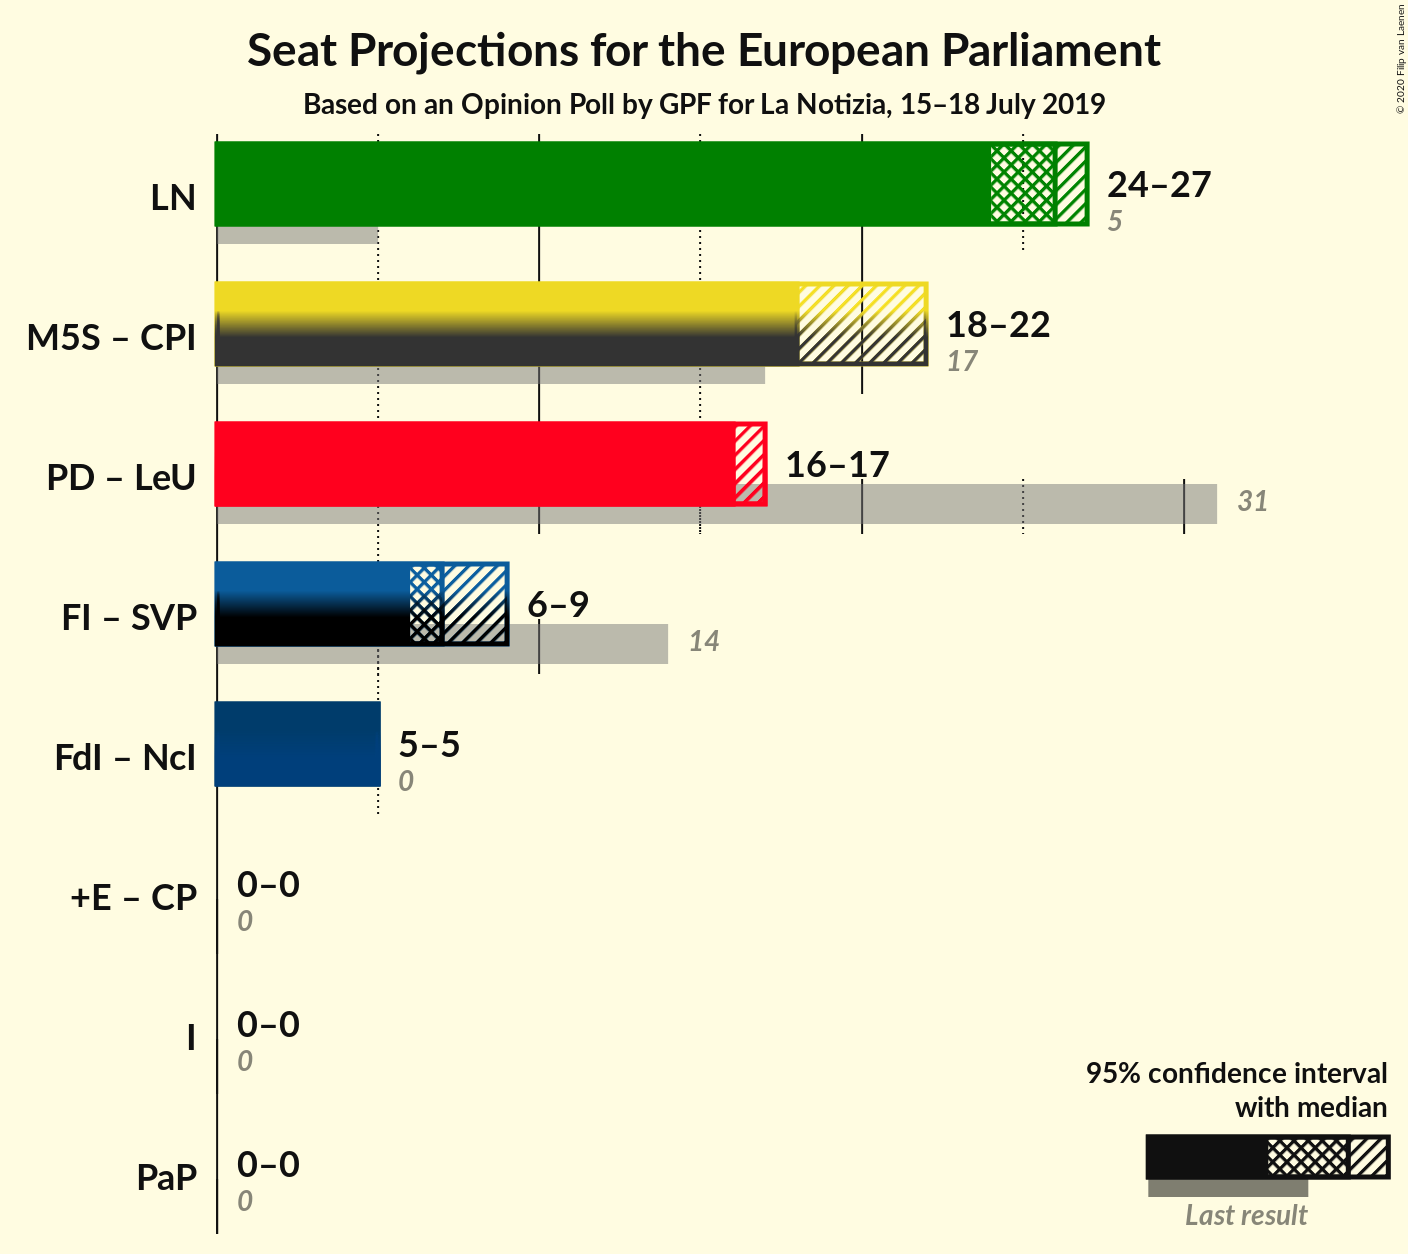 Seat Projections for the European Parliament
Based on an Opinion Poll by GPF for La Notizia, 15–18 July 2019
© 2020 Filip van Laenen
LN
24–27
5
M5S – CPI
18–22
17
PD – LeU
16–17
31
FI – SVP
6–9
14
FdI – NcI
5–5
0
+E – CP
0–0
0
I
0–0
0
PaP
0–0
0
95% confidence interval
with median
Last result